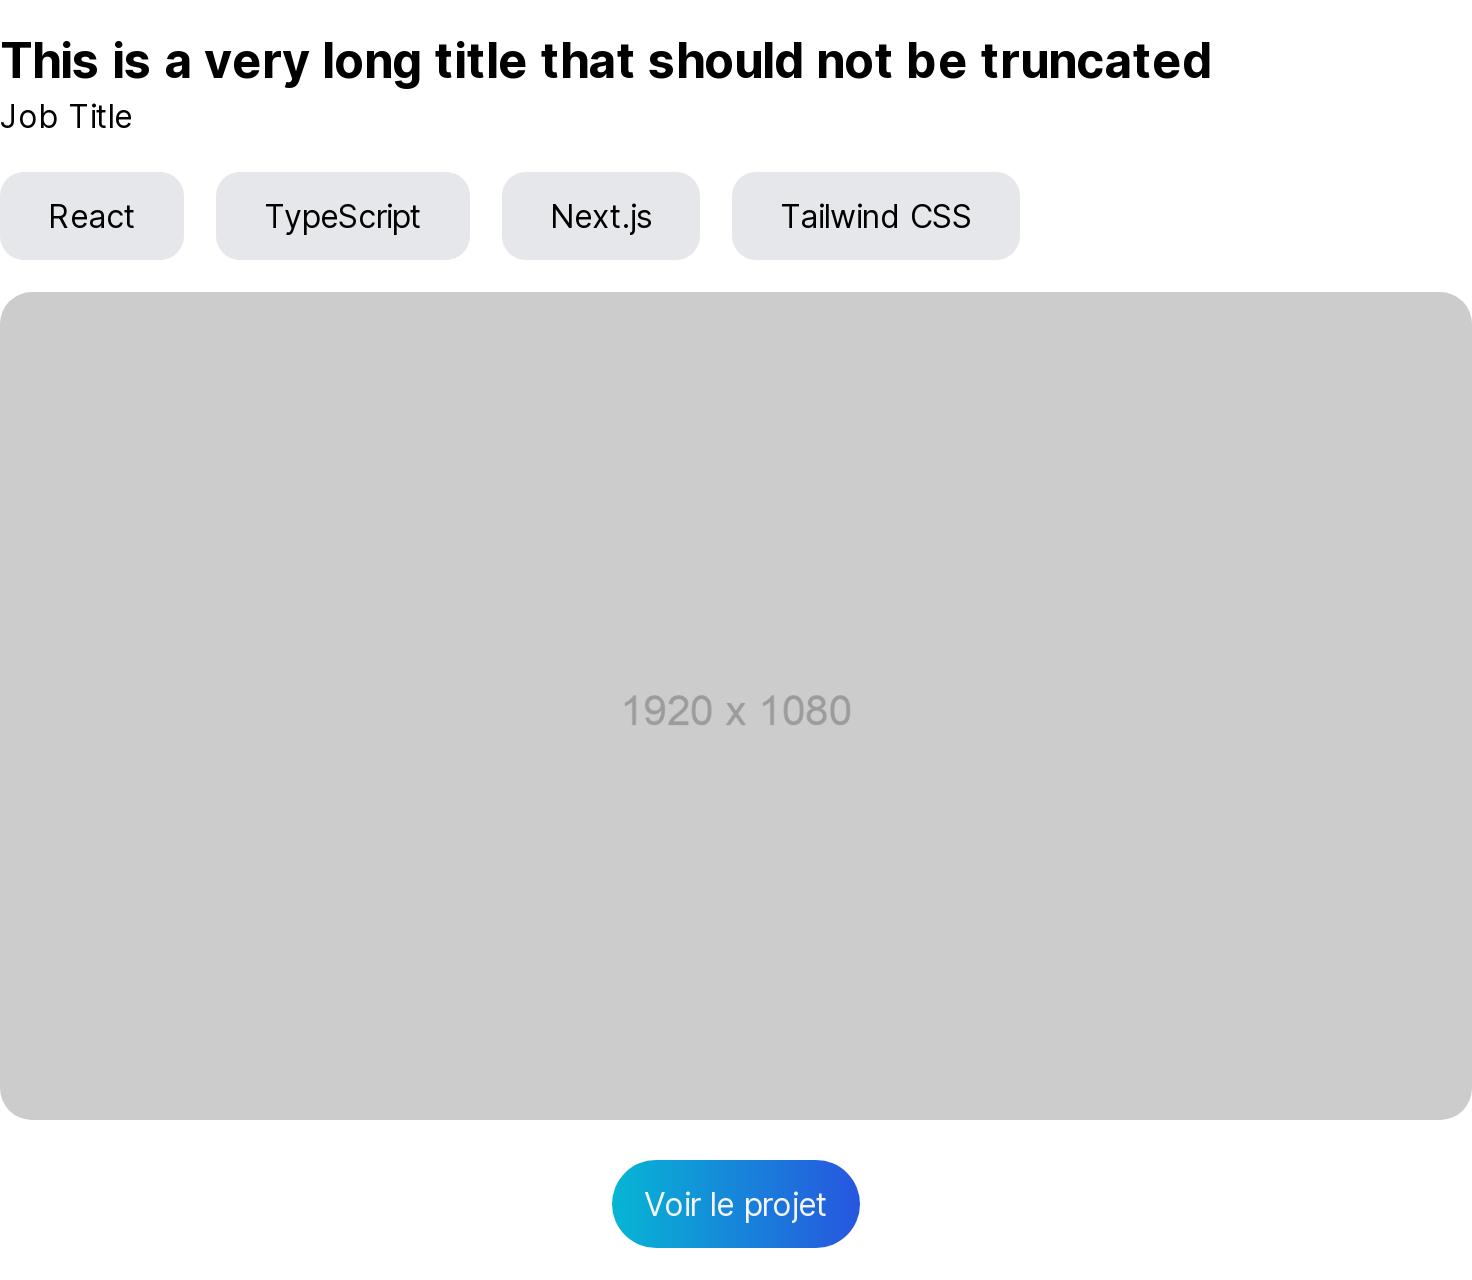 This is a very long title that should not be truncated
Job Title
React TypeScript Next.js Tailwind CSS
1920 x 1080
Voir le projet